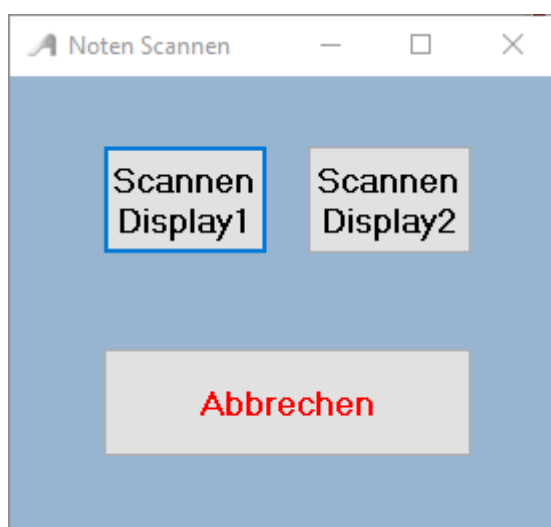 Noten Scannen
Scannen
Display1
Scannen
Display2
Abbrechen